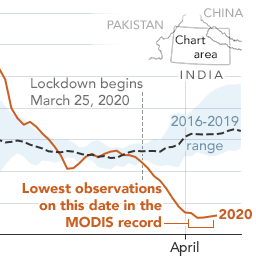 CHINA
PAKISTAN
Chart
area
INDIA
Lockdown begins
March 25, 2020
2016-2019
range
Lowest observations
on this date in the
MODIS record
2020
April